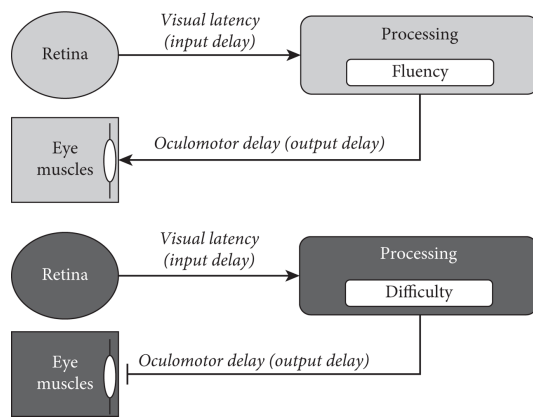 Visual latency
(input delay)
Processing
Retina
Fluency
Oculomotor delay (output delay)
Eye
muscles
Visual latency
(input delay)
Processing
Retina
Difficulty
Oculomotor delay (output delay)
Eye
muscles